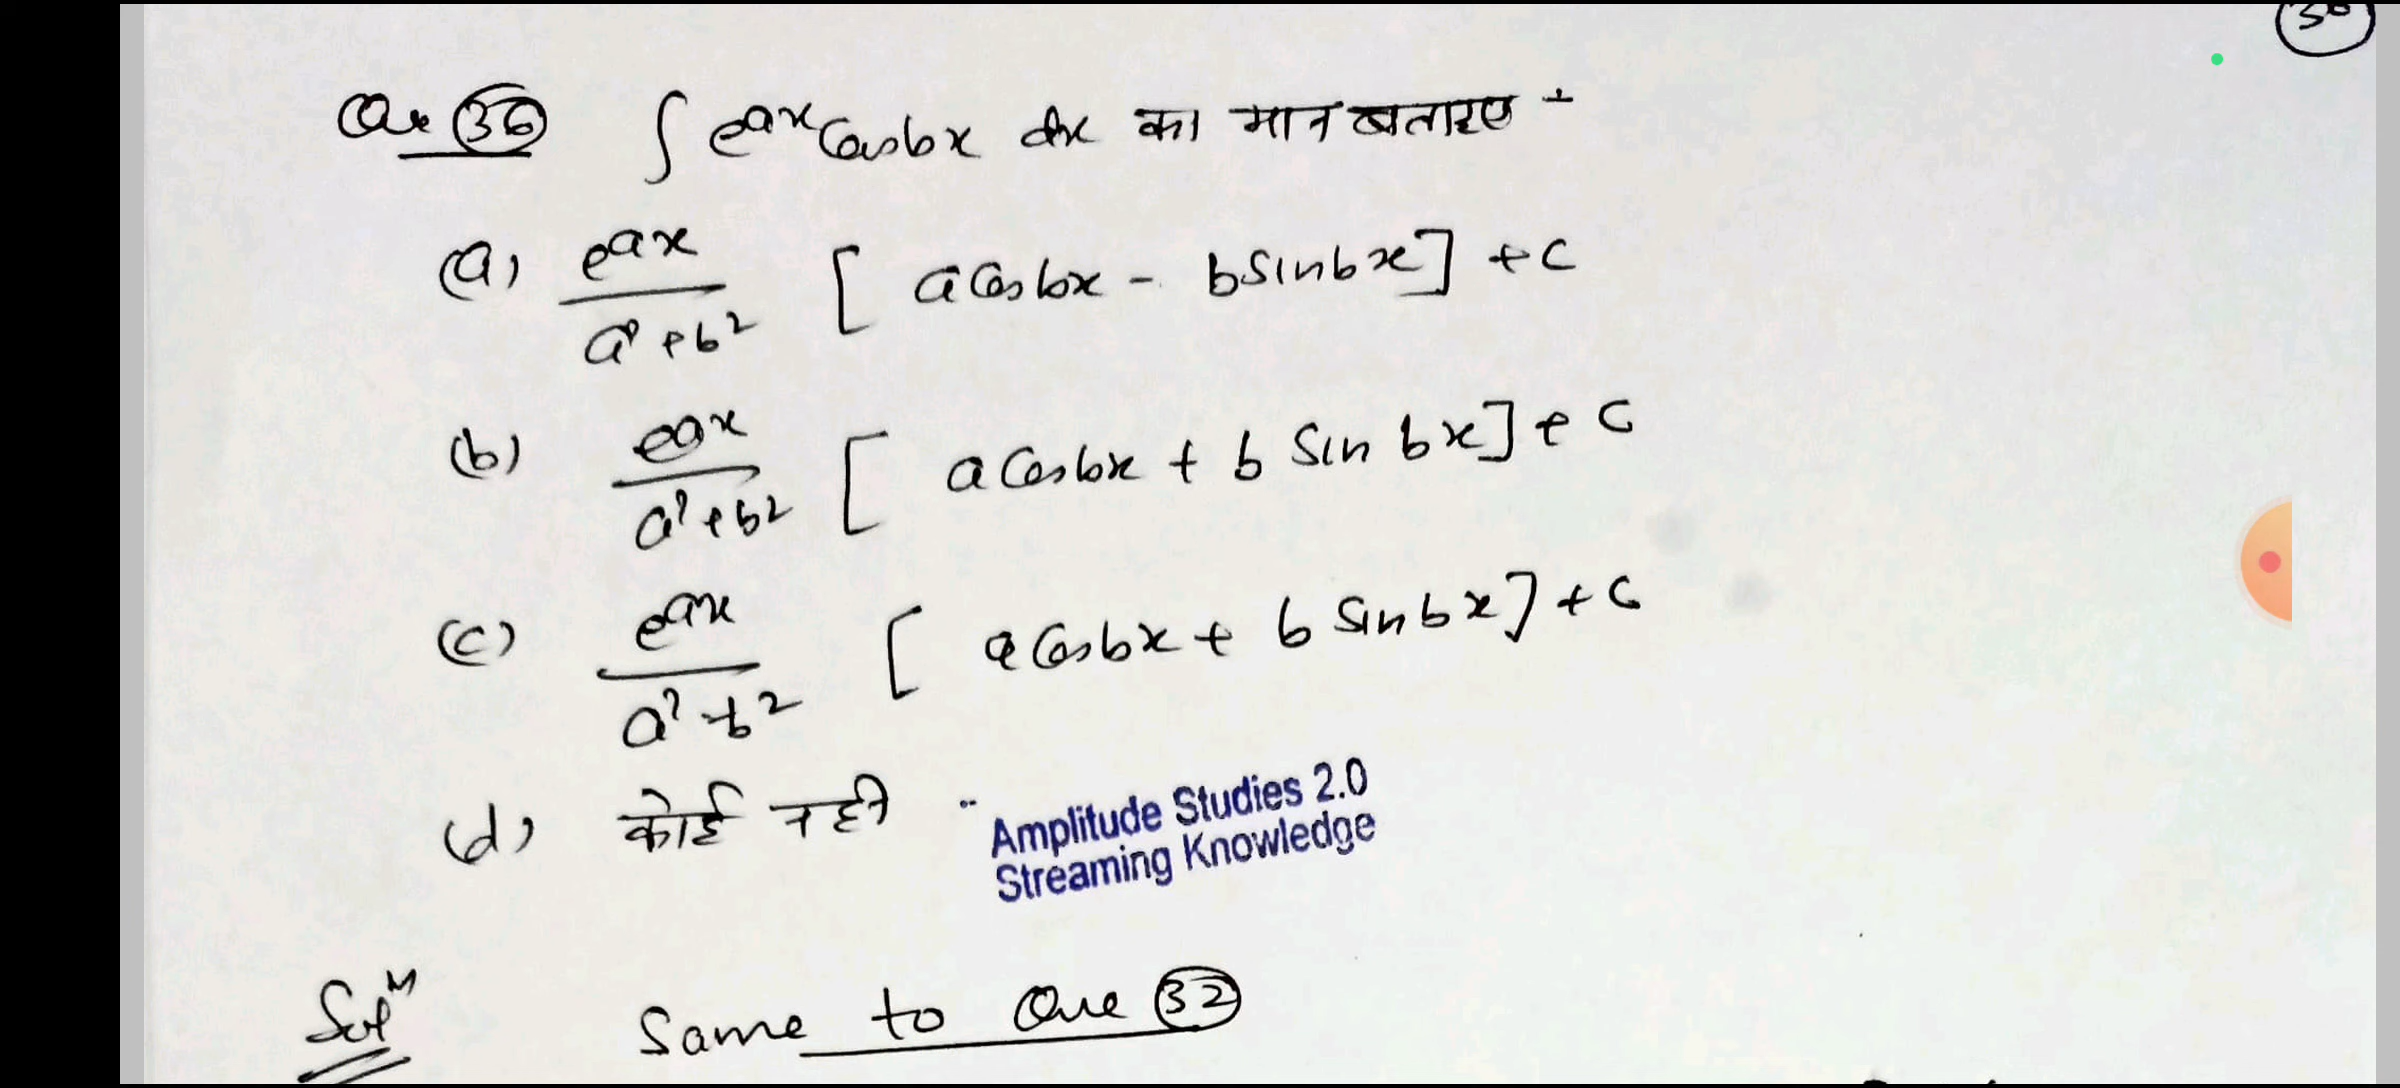 Que 36 ∫ e^ax Cosbx dx का मान बताइए -
(a) e^ax / a²+b² [ a Cos bx - b sin bx ] + c
(b) e^ax / a²+b² [ a Cos bx + b Sin bx ] + c
(c) e^ax / a²-b² [ a Cos bx + b Sin bx ] + c
(d) कोई नही
Amplitude Studies 2.0
Streaming Knowledge
Solⁿ Same to Que 32